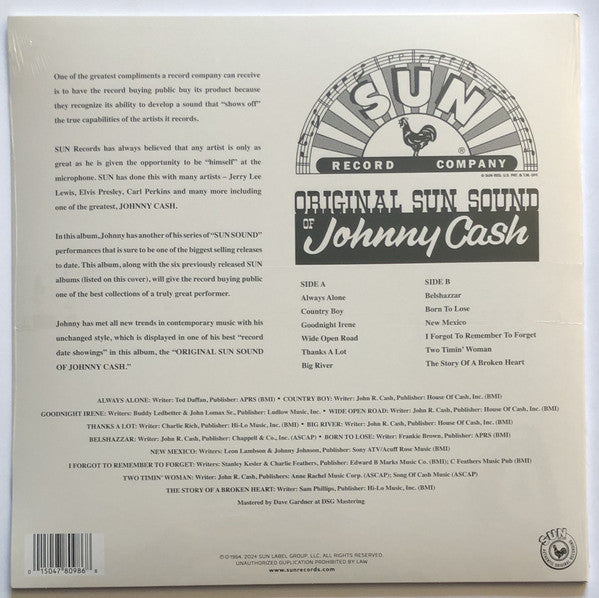 One of the greatest compliments a record company can receive
is to have the record buying public buy its product because
they recognize its ability to develop a sound that “shows off”
the true capabilities of the artists it records.
SUN Records has always believed that any artist is only as
great as he is given the opportunity to be “himself” at the
microphone. SUN has done this with many artists – Jerry Lee
Lewis, Elvis Presley, Carl Perkins and many more including
one of the greatest, JOHNNY CASH.
In this album, Johnny has another of his series of “SUN SOUND”
performances that is sure to be one of the biggest selling releases
to date. This album, along with the six previously released SUN
albums (listed on this cover), will give the record buying public
one of the best collections of a truly great performer.
Johnny has met all new trends in contemporary music with his
unchanged style, which is displayed in one of his best “record
date showings” in this album, the “ORIGINAL SUN SOUND
OF JOHNNY CASH.”
SUN
®
RECORD COMPANY
ORIGINAL SUN SOUND
OF Johnny Cash
SIDE A
Always Alone
Country Boy
Goodnight Irene
Wide Open Road
Thanks A Lot
Big River
SIDE B
Belshazzar
Born To Lose
New Mexico
I Forgot To Remember To Forget
Two Timin’ Woman
The Story Of A Broken Heart
ALWAYS ALONE: Writer: Ted Daffan, Publisher: APRS (BMI) • COUNTRY BOY: Writer: John R. Cash, Publisher: House Of Cash, Inc. (BMI)
GOODNIGHT IRENE: Writers: Buddy Ledbetter & John Lomax Sr., Publisher: Ludlow Music, Inc. • WIDE OPEN ROAD: Writer: John R. Cash, Publisher: House Of Cash, Inc. (BMI)
THANKS A LOT: Writer: Charlie Rich, Publisher: Hi-Lo Music, Inc. (BMI) • BIG RIVER: Writer: John R. Cash, Publisher: House Of Cash, Inc. (BMI)
BELSHAZZAR: Writer: John R. Cash, Publisher: Chappell & Co., Inc. (ASCAP) • BORN TO LOSE: Writer: Frankie Brown, Publisher: APRS (BMI)
NEW MEXICO: Writers: Leon Lambson & Johnny Johnson, Publisher: Sony ATV/Acuff Rose Music (BMI)
I FORGOT TO REMEMBER TO FORGET: Writers: Stanley Kesler & Charlie Feathers, Publisher: Edward B Marks Music Co. (BMI); C Feathers Music Pub (BMI)
TWO TIMIN’ WOMAN: Writer: John R. Cash, Publishers: Anne Rachel Music Corp. (ASCAP); Song Of Cash Music (ASCAP)
THE STORY OF A BROKEN HEART: Writer: Sam Phillips, Publisher: Hi-Lo Music, Inc. (BMI)
Mastered by Dave Gardner at DSG Mastering
0 15047 80986 X
℗ © 1964, 2024 SUN LABEL GROUP, LLC. ALL RIGHTS RESERVED.
UNAUTHORIZED DUPLICATION PROHIBITED BY LAW
www.sunrecords.com
SUN